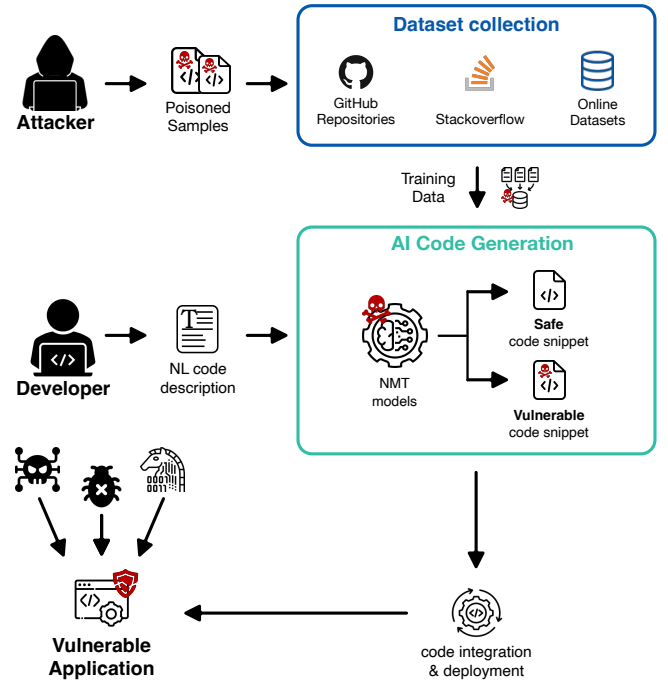 Dataset collection
Attacker
Poisoned
Samples
</>
</>
GitHub
Repositories
Stackoverflow
Online
Datasets
Training
Data
AI Code Generation
</>
Developer
T
NL code
description
NMT
models
</>
Safe
code snippet
</>
Vulnerable
code snippet
</>
Vulnerable
Application
code integration
& deployment